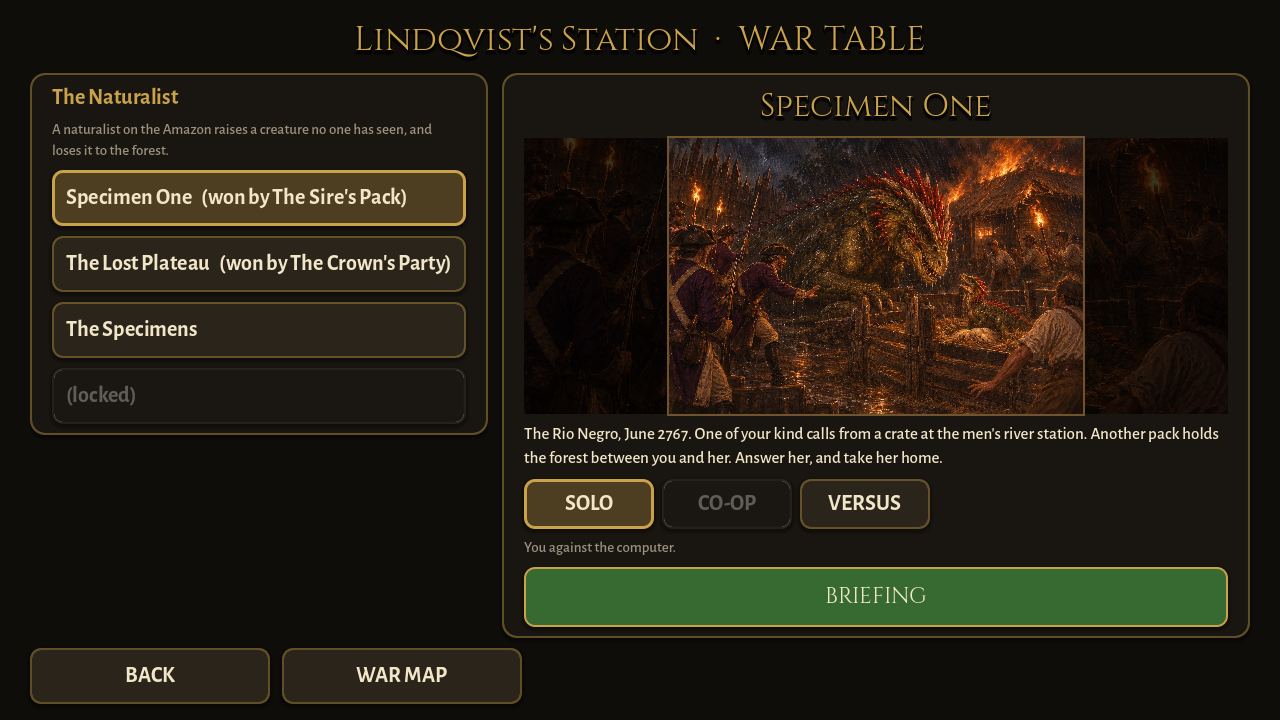 Lindqvist's Station · WAR TABLE
The Naturalist
A naturalist on the Amazon raises a creature no one has seen, and
loses it to the forest.
Specimen One (won by The Sire's Pack)
The Lost Plateau (won by The Crown's Party)
The Specimens
(locked)
Specimen One
The Rio Negro, June 2767. One of your kind calls from a crate at the men's river station. Another pack holds
the forest between you and her. Answer her, and take her home.
SOLO
CO-OP
VERSUS
You against the computer.
BRIEFING
BACK
WAR MAP